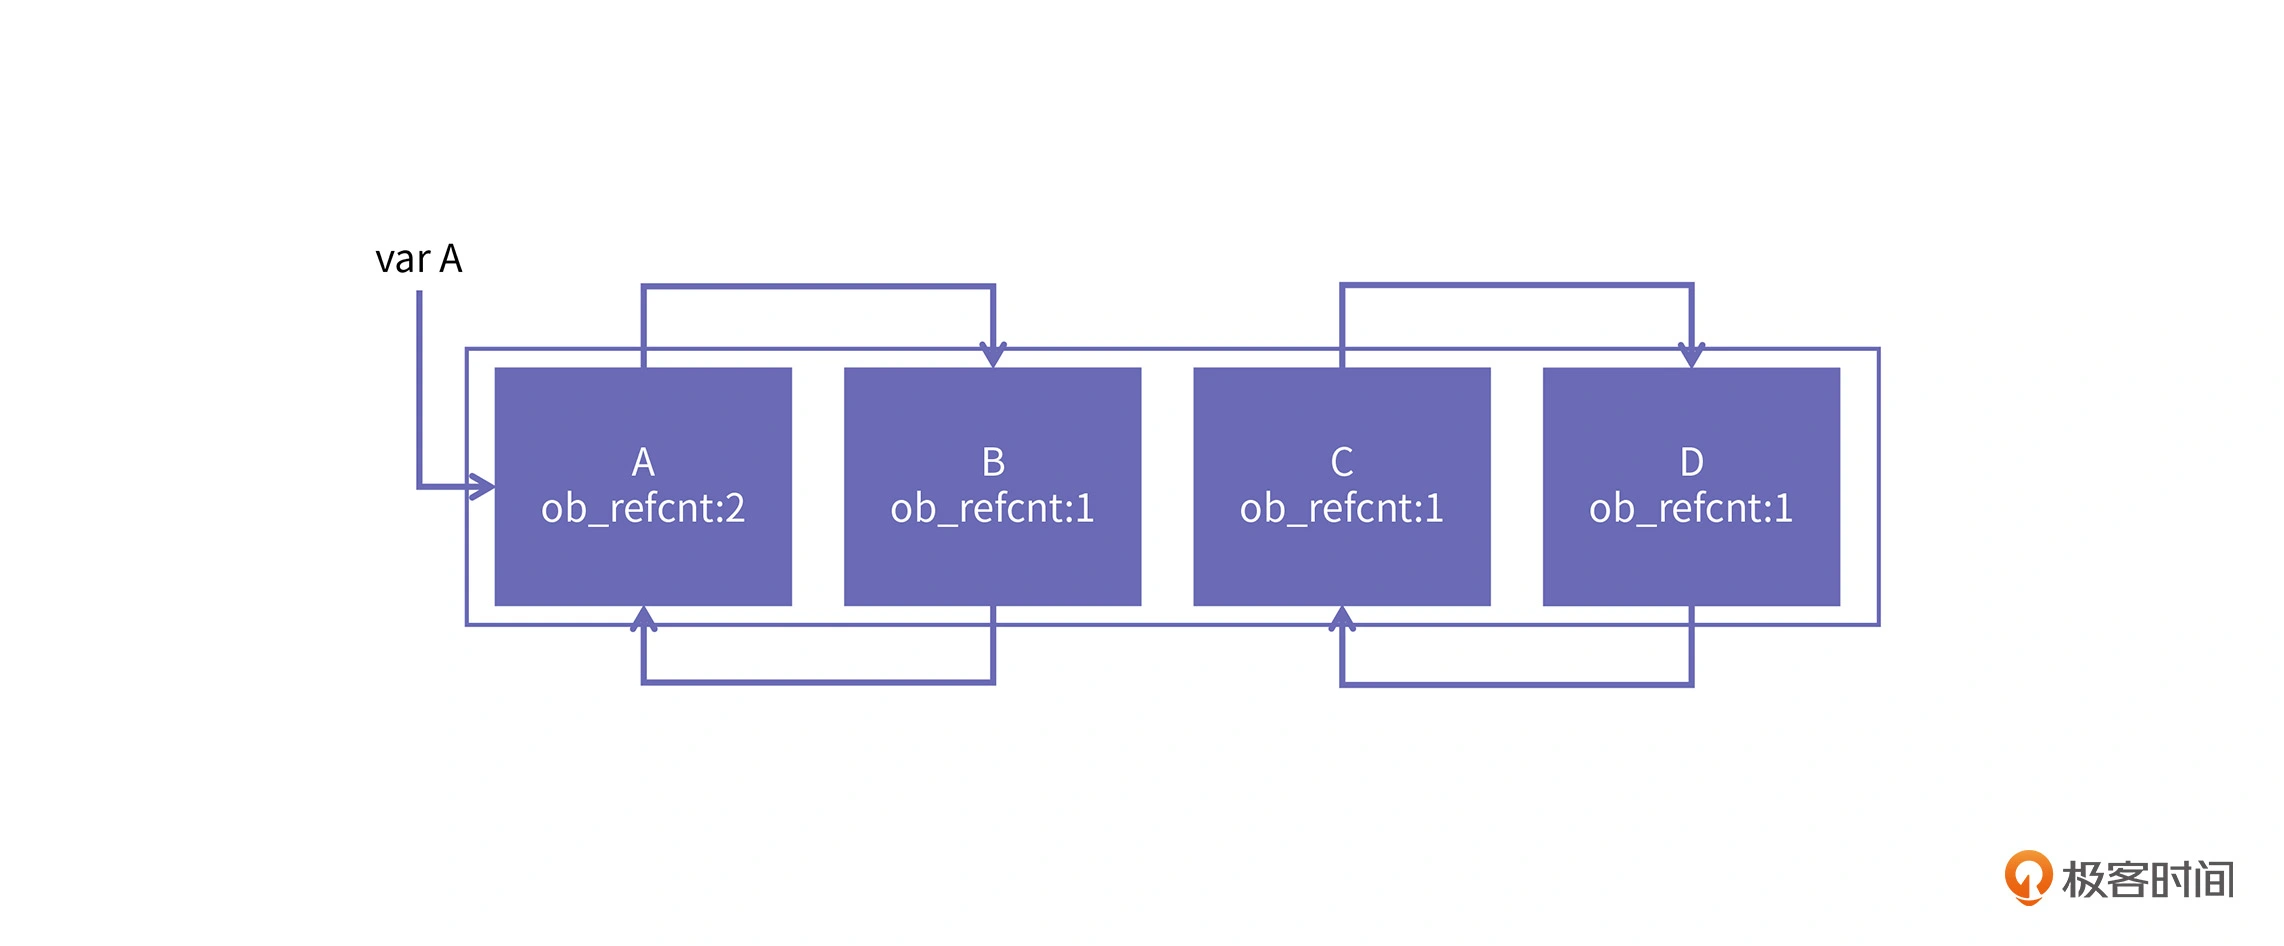 var A
A
ob_refcnt:2
B
ob_refcnt:1
C
ob_refcnt:1
D
ob_refcnt:1
极客时间